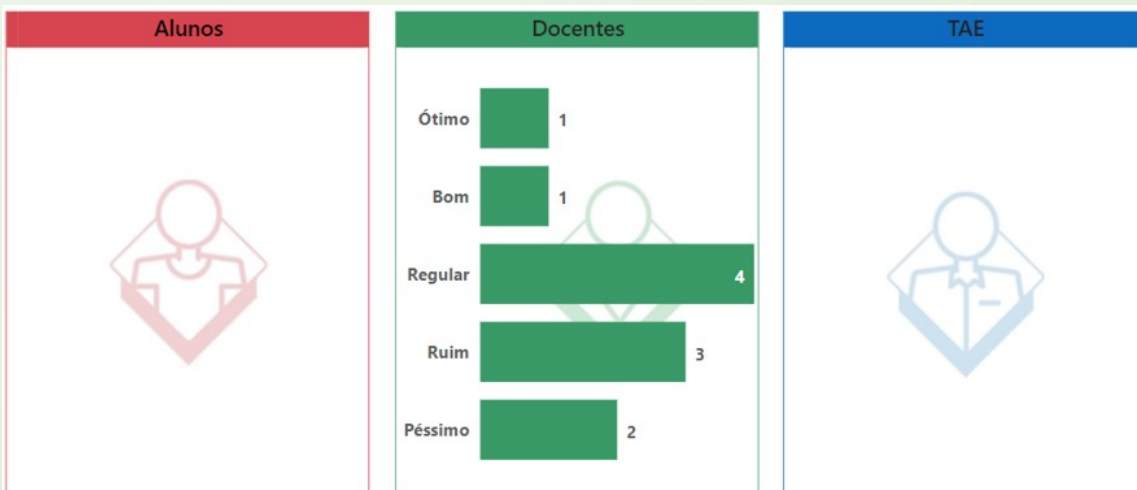 Alunos
Docentes
TAE
Ótimo 1
Bom 1
Regular 4
Ruim 3
Péssimo 2